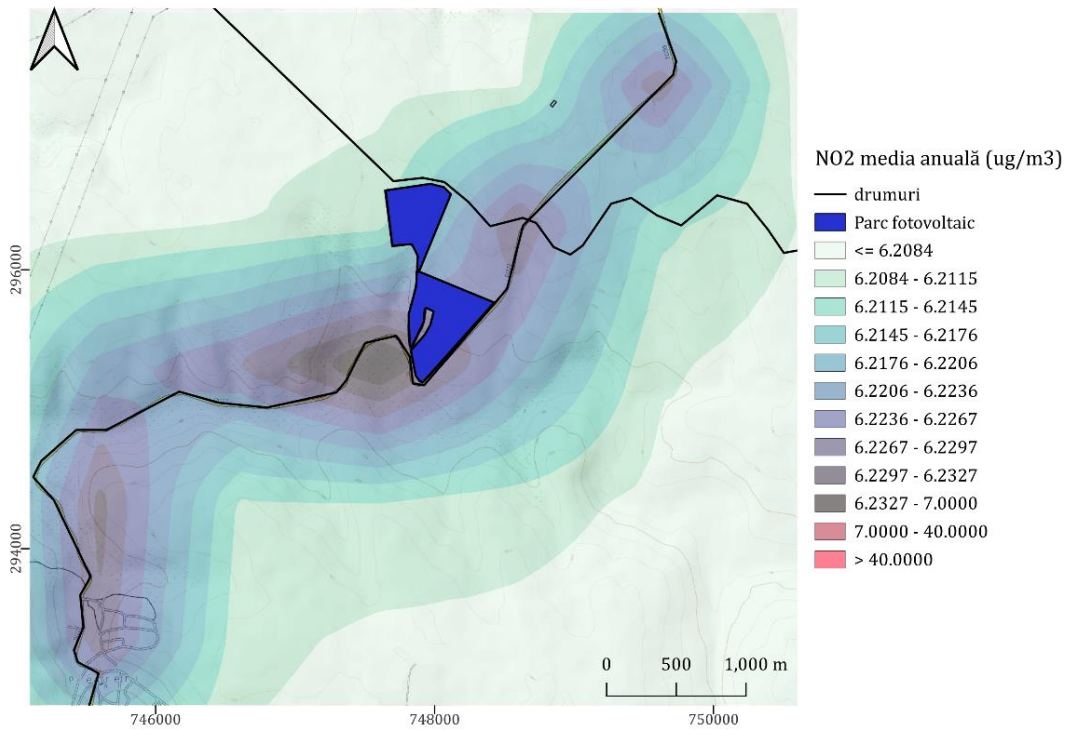 NO2 media anuală (ug/m3)
drumuri
Parc fotovoltaic
<= 6.2084
6.2084 - 6.2115
6.2115 - 6.2145
6.2145 - 6.2176
6.2176 - 6.2206
6.2206 - 6.2236
6.2236 - 6.2267
6.2267 - 6.2297
6.2297 - 6.2327
6.2327 - 7.0000
7.0000 - 40.0000
> 40.0000
296000
294000
0 500 1,000 m
746000 748000 750000